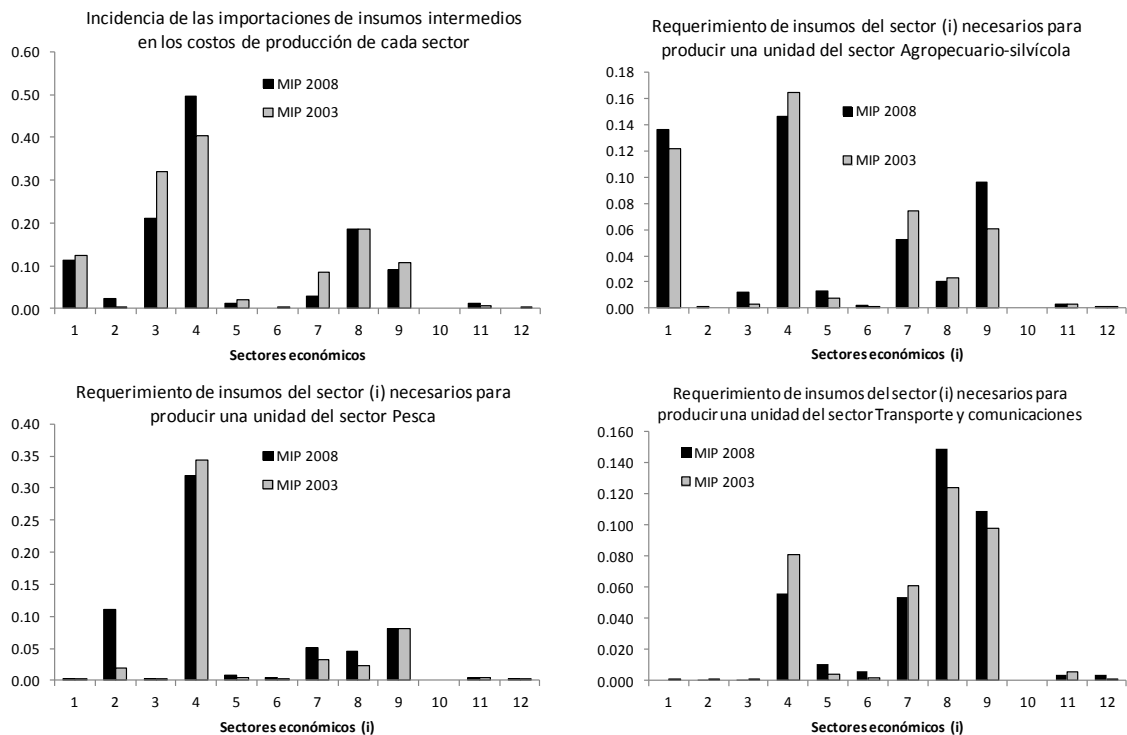 Incidencia de las importaciones de insumos intermedios
en los costos de producción de cada sector
0.60
0.50
0.40
0.30
0.20
0.10
0.00
MIP 2008
MIP 2003
1 2 3 4 5 6 7 8 9 10 11 12
Sectores económicos
Requerimiento de insumos del sector (i) necesarios para
producir una unidad del sector Agropecuario-silvícola
0.18
0.16
0.14
0.12
0.10
0.08
0.06
0.04
0.02
0.00
MIP 2008
MIP 2003
1 2 3 4 5 6 7 8 9 10 11 12
Sectores económicos (i)
Requerimiento de insumos del sector (i) necesarios para
producir una unidad del sector Pesca
0.40
0.35
0.30
0.25
0.20
0.15
0.10
0.05
0.00
MIP 2008
MIP 2003
1 2 3 4 5 6 7 8 9 10 11 12
Sectores económicos (i)
Requerimiento de insumos del sector (i) necesarios para
producir una unidad del sector Transporte y comunicaciones
0.160
0.140
0.120
0.100
0.080
0.060
0.040
0.020
0.000
MIP 2008
MIP 2003
1 2 3 4 5 6 7 8 9 10 11 12
Sectores económicos (i)